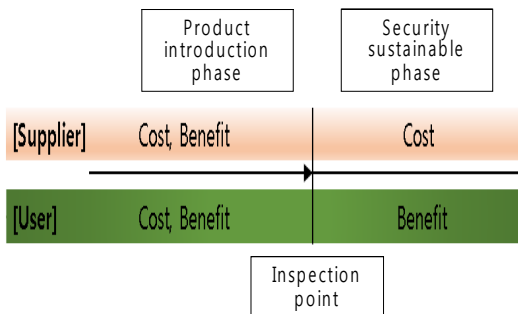 Product
introduction
phase
Security
sustainable
phase
[Supplier] Cost, Benefit Cost
[User] Cost, Benefit Benefit
Inspection
point